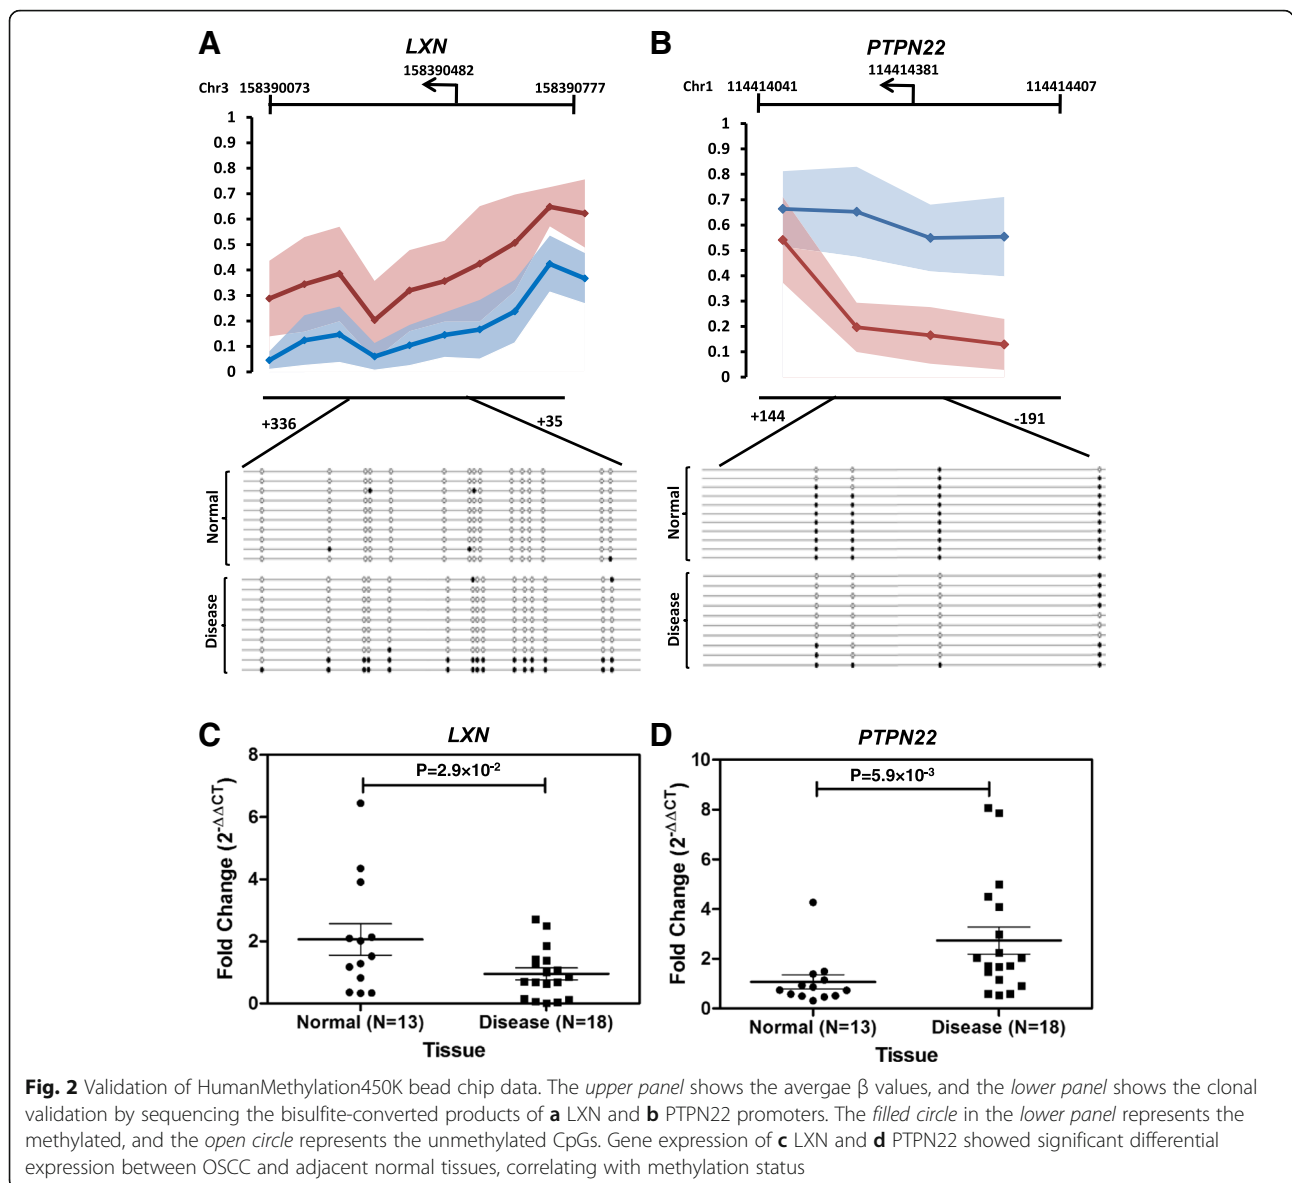 A
LXN
158390482
Chr3 158390073 158390777
1
0.9
0.8
0.7
0.6
0.5
0.4
0.3
0.2
0.1
0
+336
+35
Normal
Disease
B
PTPN22
114414381
Chr1 114414041 114414407
1
0.9
0.8
0.7
0.6
0.5
0.4
0.3
0.2
0.1
0
+144
-191
Normal
Disease
C
LXN
P=2.9×10-2
8
6
4
2
0
Fold Change (2-ΔΔCT)
Normal (N=13) Disease (N=18)
Tissue
D
PTPN22
P=5.9×10-3
10
8
6
4
2
0
Fold Change (2-ΔΔCT)
Normal (N=13) Disease (N=18)
Tissue
Fig. 2 Validation of HumanMethylation450K bead chip data. The upper panel shows the avergae β values, and the lower panel shows the clonal
validation by sequencing the bisulfite-converted products of a LXN and b PTPN22 promoters. The filled circle in the lower panel represents the
methylated, and the open circle represents the unmethylated CpGs. Gene expression of c LXN and d PTPN22 showed significant differential
expression between OSCC and adjacent normal tissues, correlating with methylation status